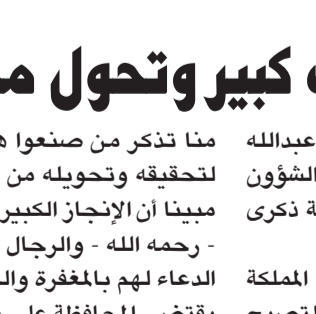 كبير وتحول
عبدالله
الشؤون
ذكرى
المملكة
منا تذكر من صنعوا
لتحقيقه وتحويله من
مبينا أن الإنجاز الكبير
- رحمه الله - والرجال
الدعاء لهم بالمغفرة